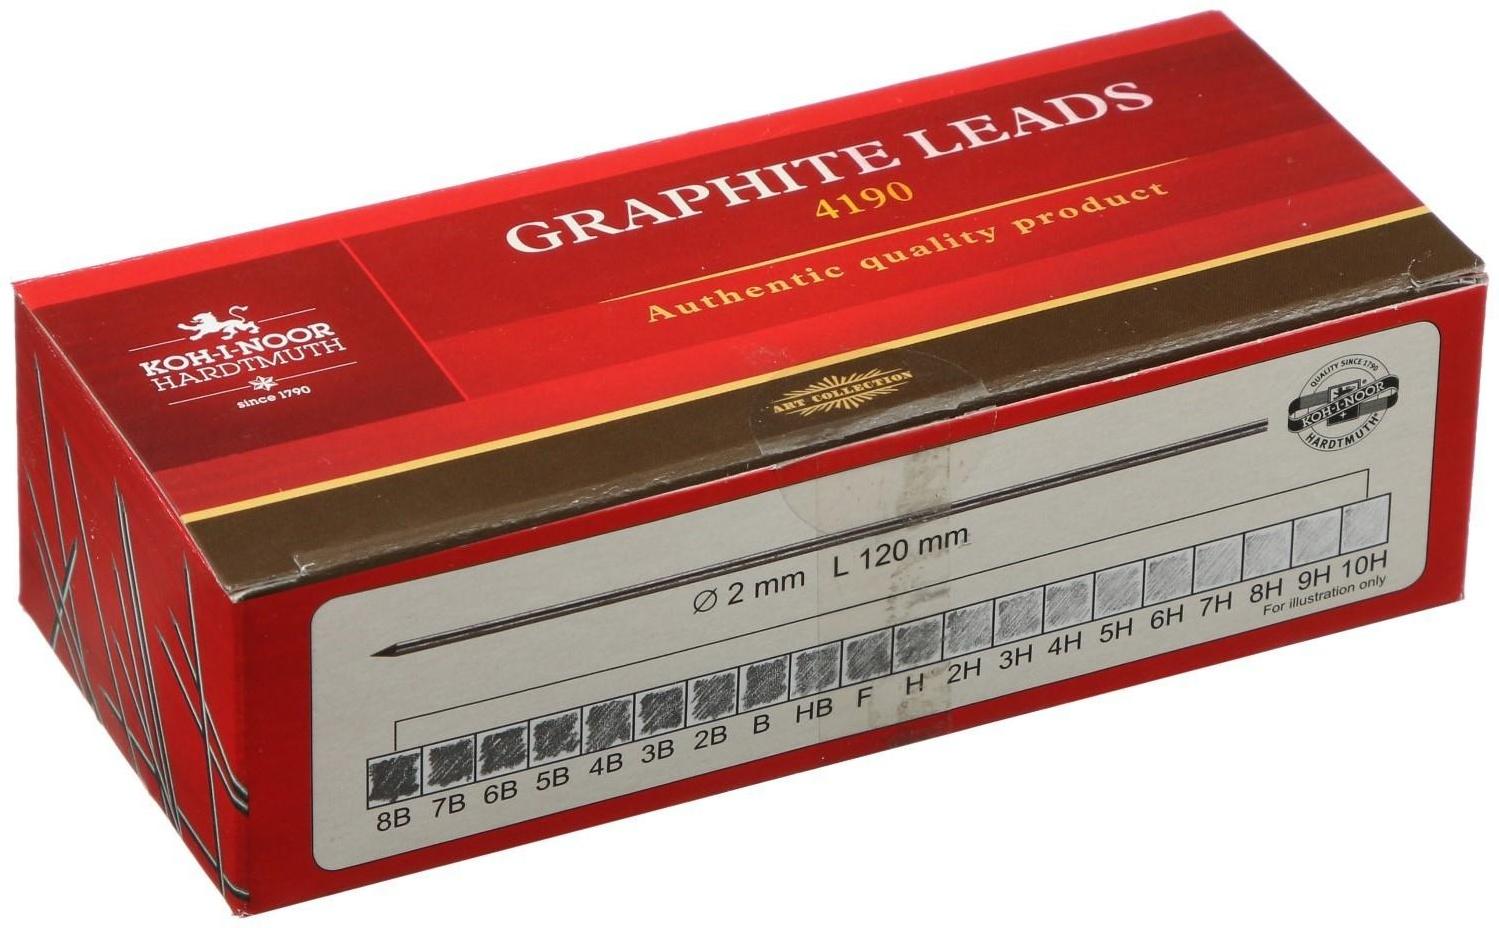 GRAPHITE LEADS
4190
Authentic quality product
KOH-I-NOOR
HARDTMUTH
since 1790
ART COLLECTION
QUALITY SINCE 1790
KOH-I-NOOR
HARDTMUTH
Ø 2 mm L 120 mm
8B 7B 6B 5B 4B 3B 2B B HB F H 2H 3H 4H 5H 6H 7H 8H 9H 10H
For illustration only